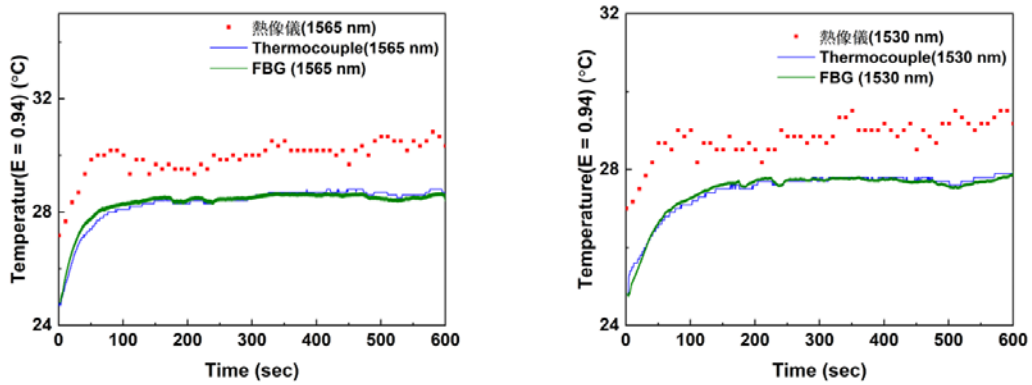 熱像儀(1565 nm)
Thermocouple(1565 nm)
FBG (1565 nm)
32
28
24
Temperatur(E = 0.94) (°C)
0 100 200 300 400 500 600
Time (sec)
熱像儀(1530 nm)
Thermocouple(1530 nm)
FBG (1530 nm)
32
28
24
Temperature(E = 0.94) (°C)
0 100 200 300 400 500 600
Time (sec)